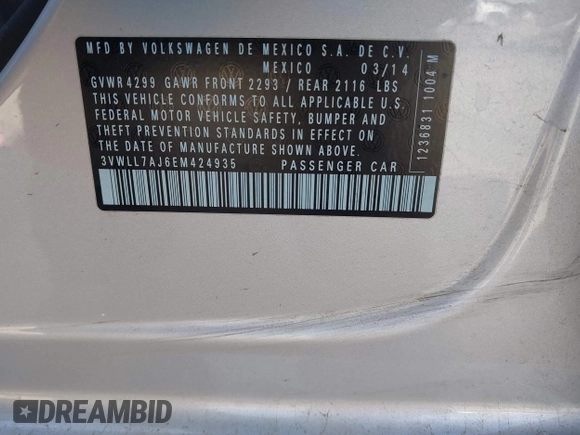 MFD BY VOLKSWAGEN DE MEXICO S.A. DE C.V.
MEXICO 03/14
GVWR 4299 GAWR FRONT 2293 / REAR 2116 LBS
THIS VEHICLE CONFORMS TO ALL APPLICABLE U.S.
FEDERAL MOTOR VEHICLE SAFETY, BUMPER AND
THEFT PREVENTION STANDARDS IN EFFECT ON
THE DATE OF MANUFACTURE SHOWN ABOVE.
3VWLL7AJ6EM424935 PASSENGER CAR
1236831 1004 M
DREAMBID